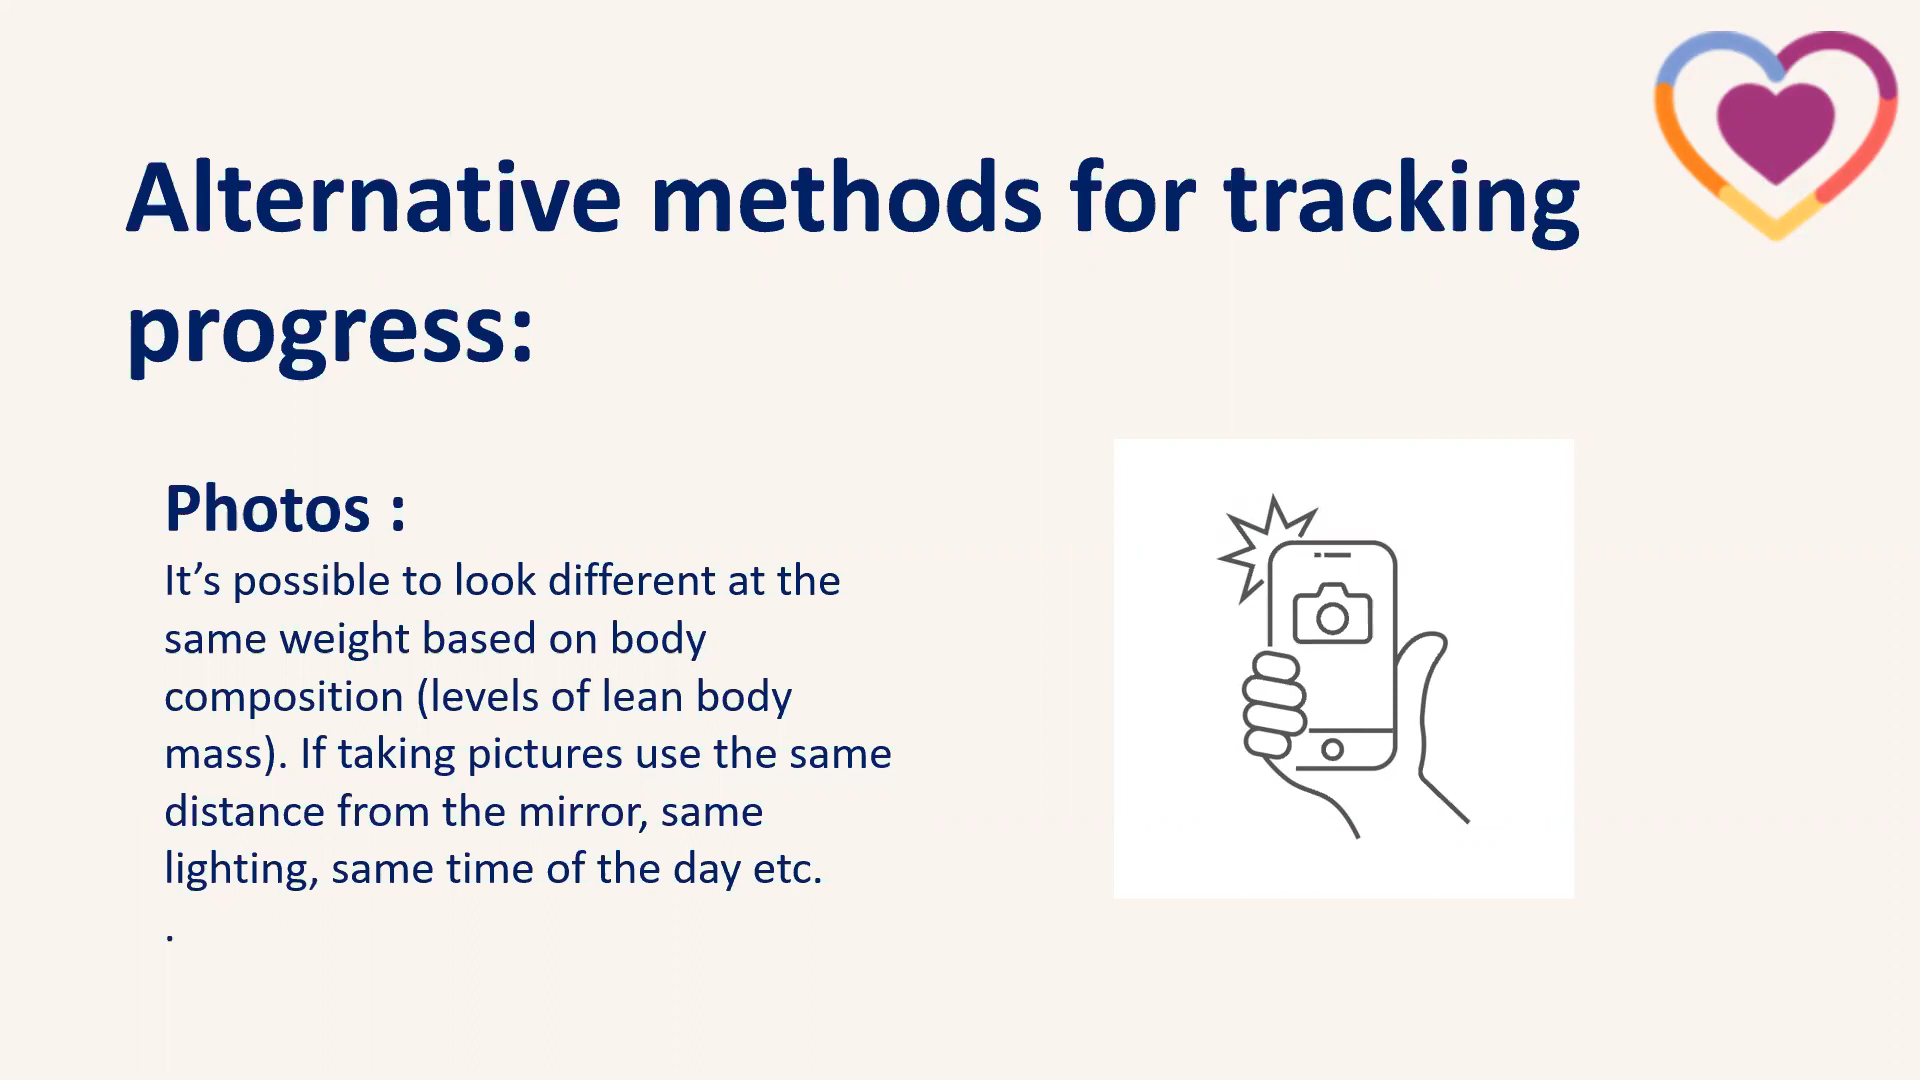 Alternative methods for tracking
progress:
Photos :
It’s possible to look different at the
same weight based on body
composition (levels of lean body
mass). If taking pictures use the same
distance from the mirror, same
lighting, same time of the day etc.
.